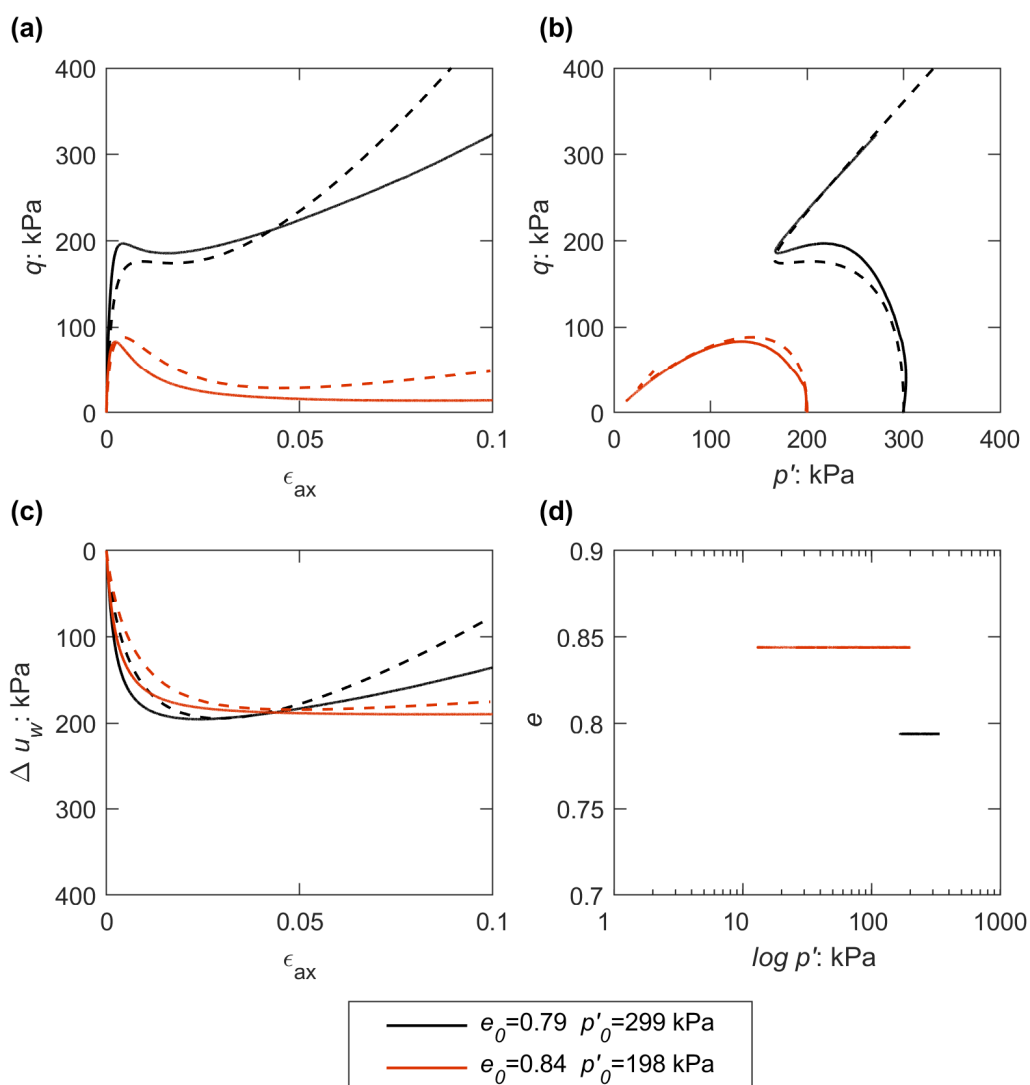 (a)
400
300
200
100
0
q: kPa
0 0.05 0.1
ϵax
(b)
400
300
200
100
0
q: kPa
0 100 200 300 400
p′: kPa
(c)
0
100
200
300
400
Δ uw: kPa
0 0.05 0.1
ϵax
(d)
0.9
0.85
0.8
0.75
0.7
e
1 10 100 1000
log p′: kPa
e0=0.79 p′0=299 kPa
e0=0.84 p′0=198 kPa